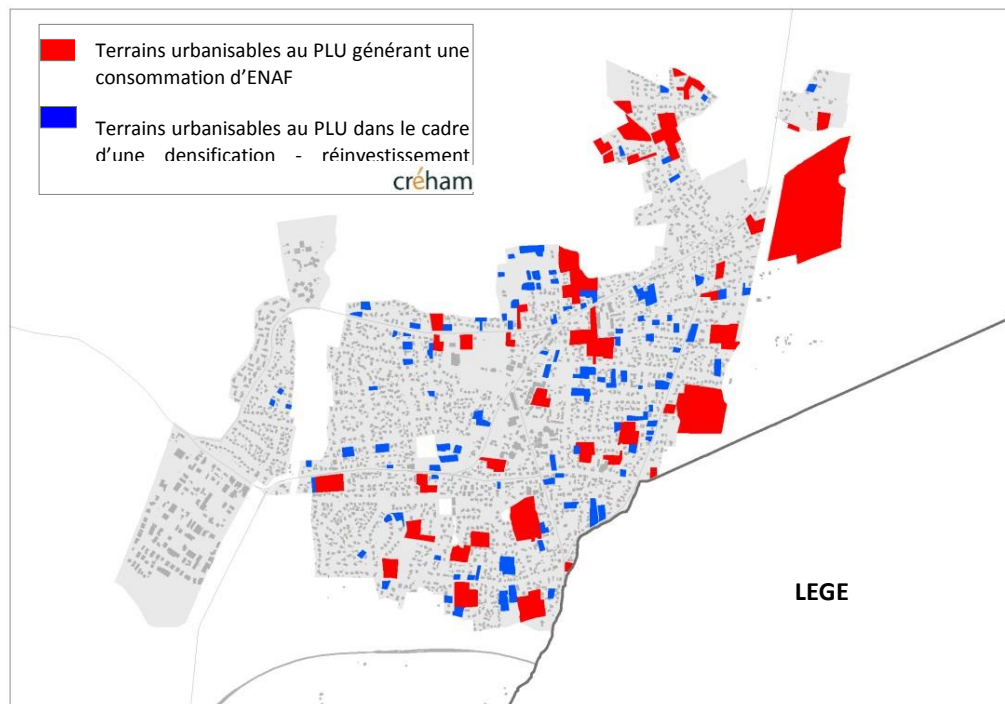 Terrains urbanisables au PLU générant une
consommation d'ENAF
Terrains urbanisables au PLU dans le cadre
d'une densification - réinvestissement
créham
LEGE